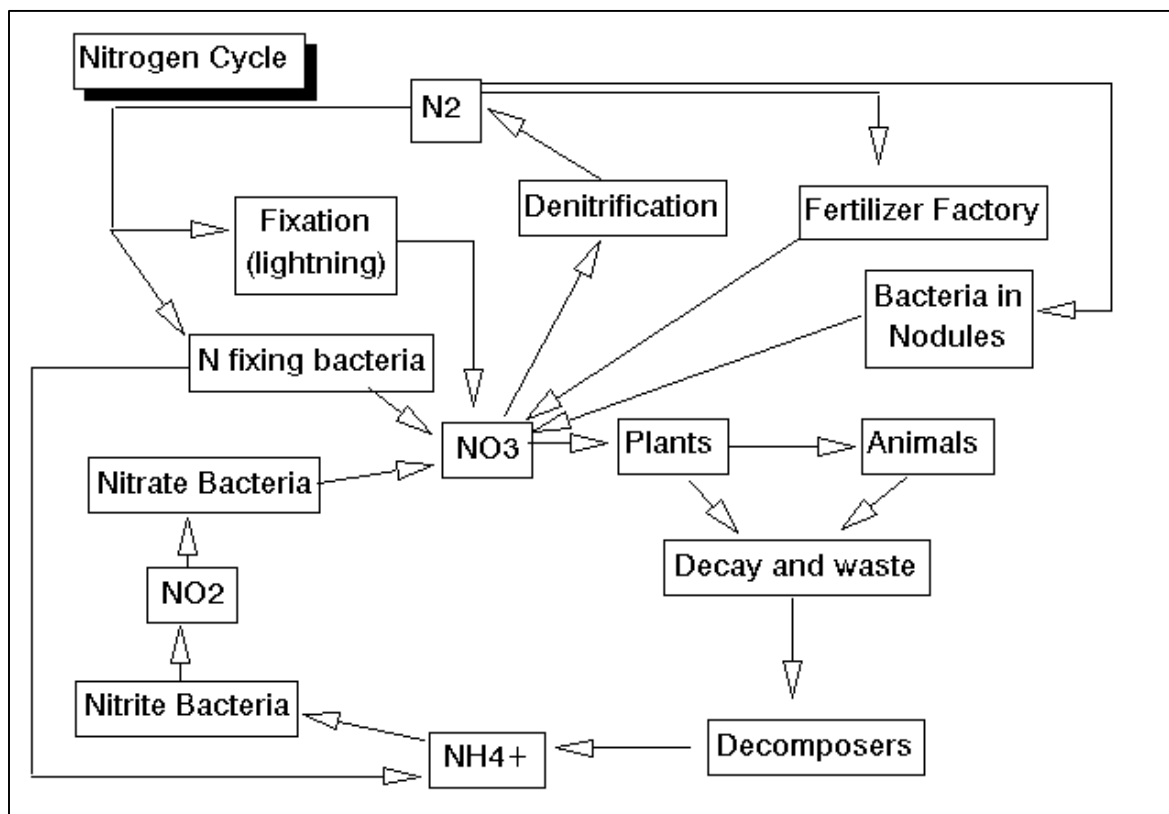 Nitrogen Cycle
N2
Fixation
(lightning)
Denitrification
Fertilizer Factory
Bacteria in
Nodules
N fixing bacteria
NO3
Plants
Animals
Nitrate Bacteria
Decay and waste
NO2
Nitrite Bacteria
NH4+
Decomposers